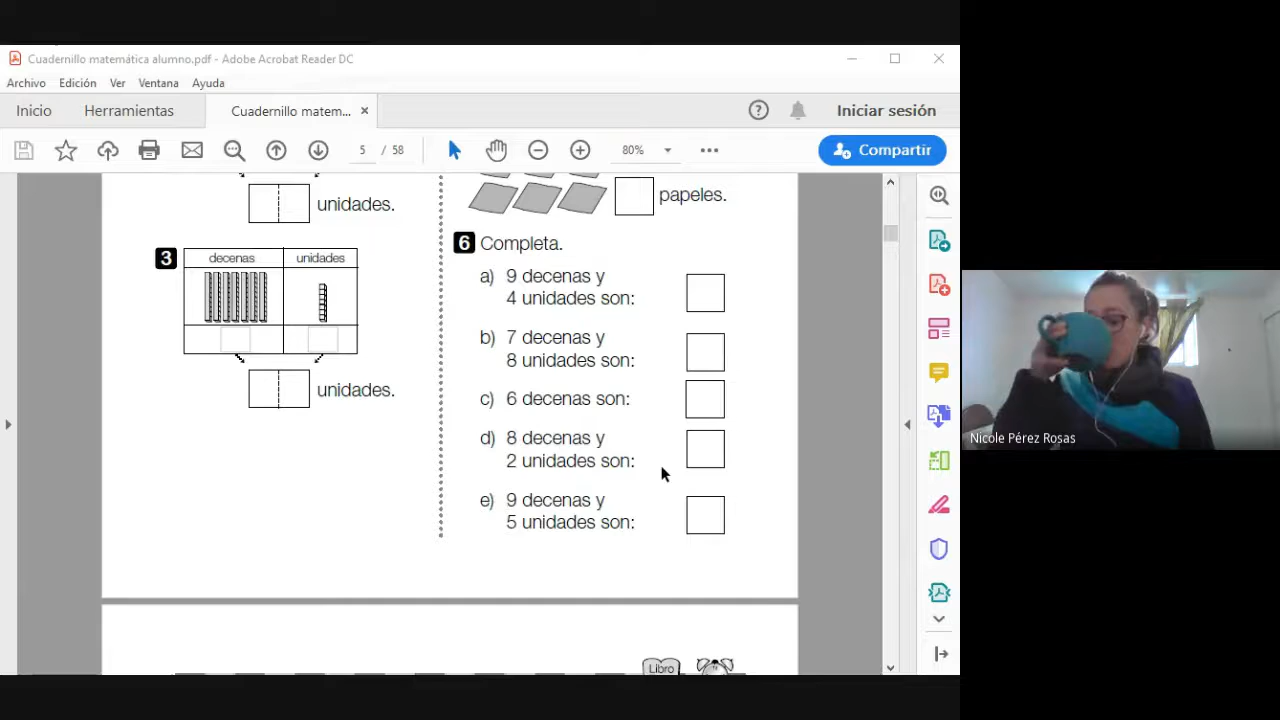 Cuadernillo matemática alumno.pdf - Adobe Acrobat Reader DC
Archivo Edición Ver Ventana Ayuda
Inicio Herramientas Cuadernillo matem... × Iniciar sesión
5 / 58 80% Compartir
unidades.
3
decenas unidades
unidades.
papeles.
6 Completa.
a) 9 decenas y
4 unidades son:
b) 7 decenas y
8 unidades son:
c) 6 decenas son:
d) 8 decenas y
2 unidades son:
e) 9 decenas y
5 unidades son:
Libro
Nicole Pérez Rosas